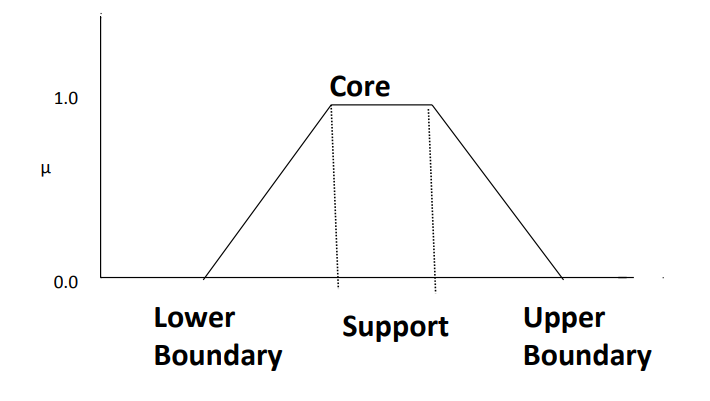 Core
1.0
μ
0.0
Lower
Boundary
Support
Upper
Boundary